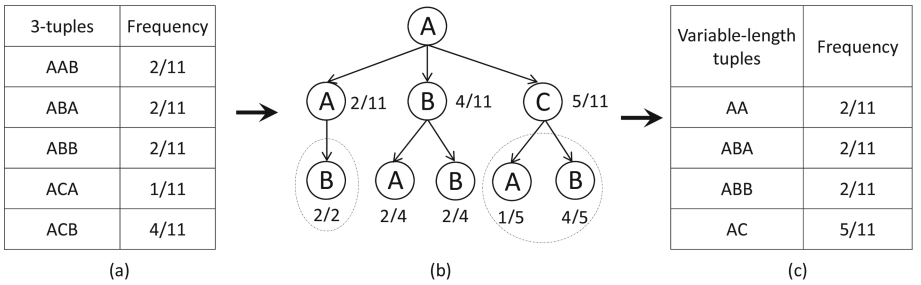 3-tuples Frequency
AAB 2/11
ABA 2/11
ABB 2/11
ACA 1/11
ACB 4/11
(a)
A
A 2/11 B 4/11 C 5/11
B A B A B
2/2 2/4 2/4 1/5 4/5
(b)
Variable-length
tuples
Frequency
AA 2/11
ABA 2/11
ABB 2/11
AC 5/11
(c)